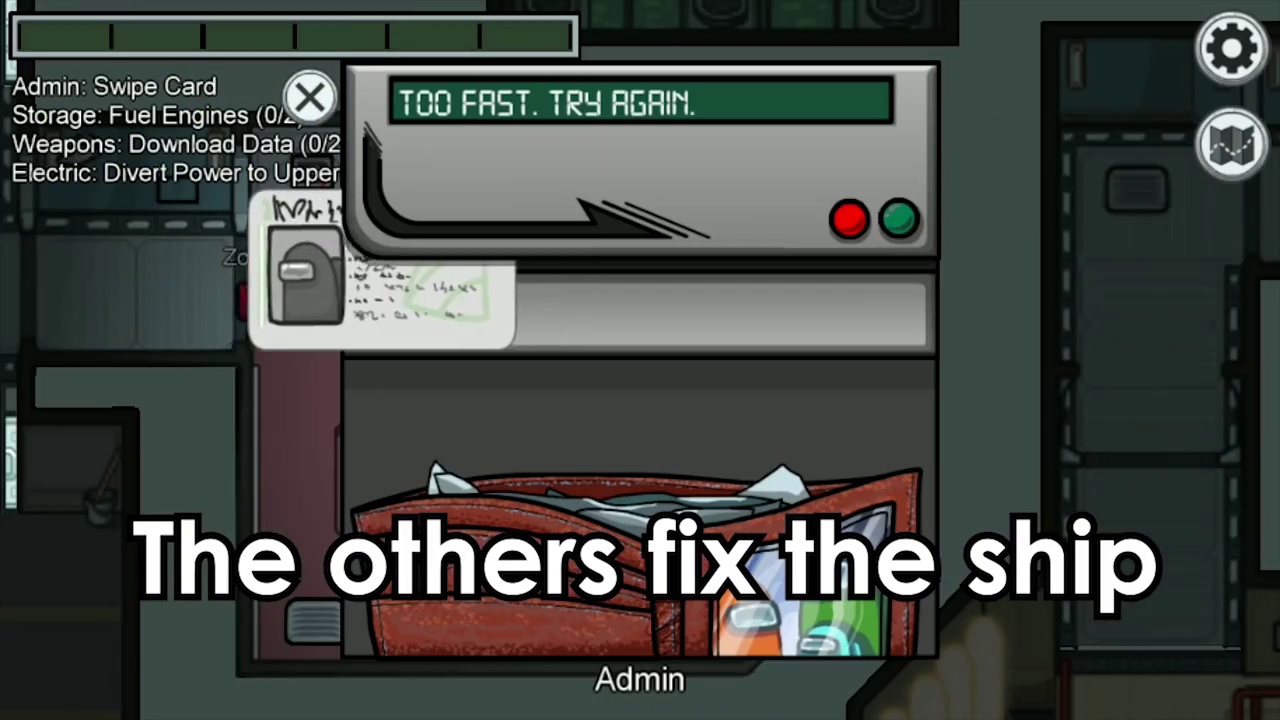 Admin: Swipe Card
Storage: Fuel Engines (0/2)
Weapons: Download Data (0/2
Electric: Divert Power to Upper
TOO FAST. TRY AGAIN.
Zo
The others fix the ship
Admin